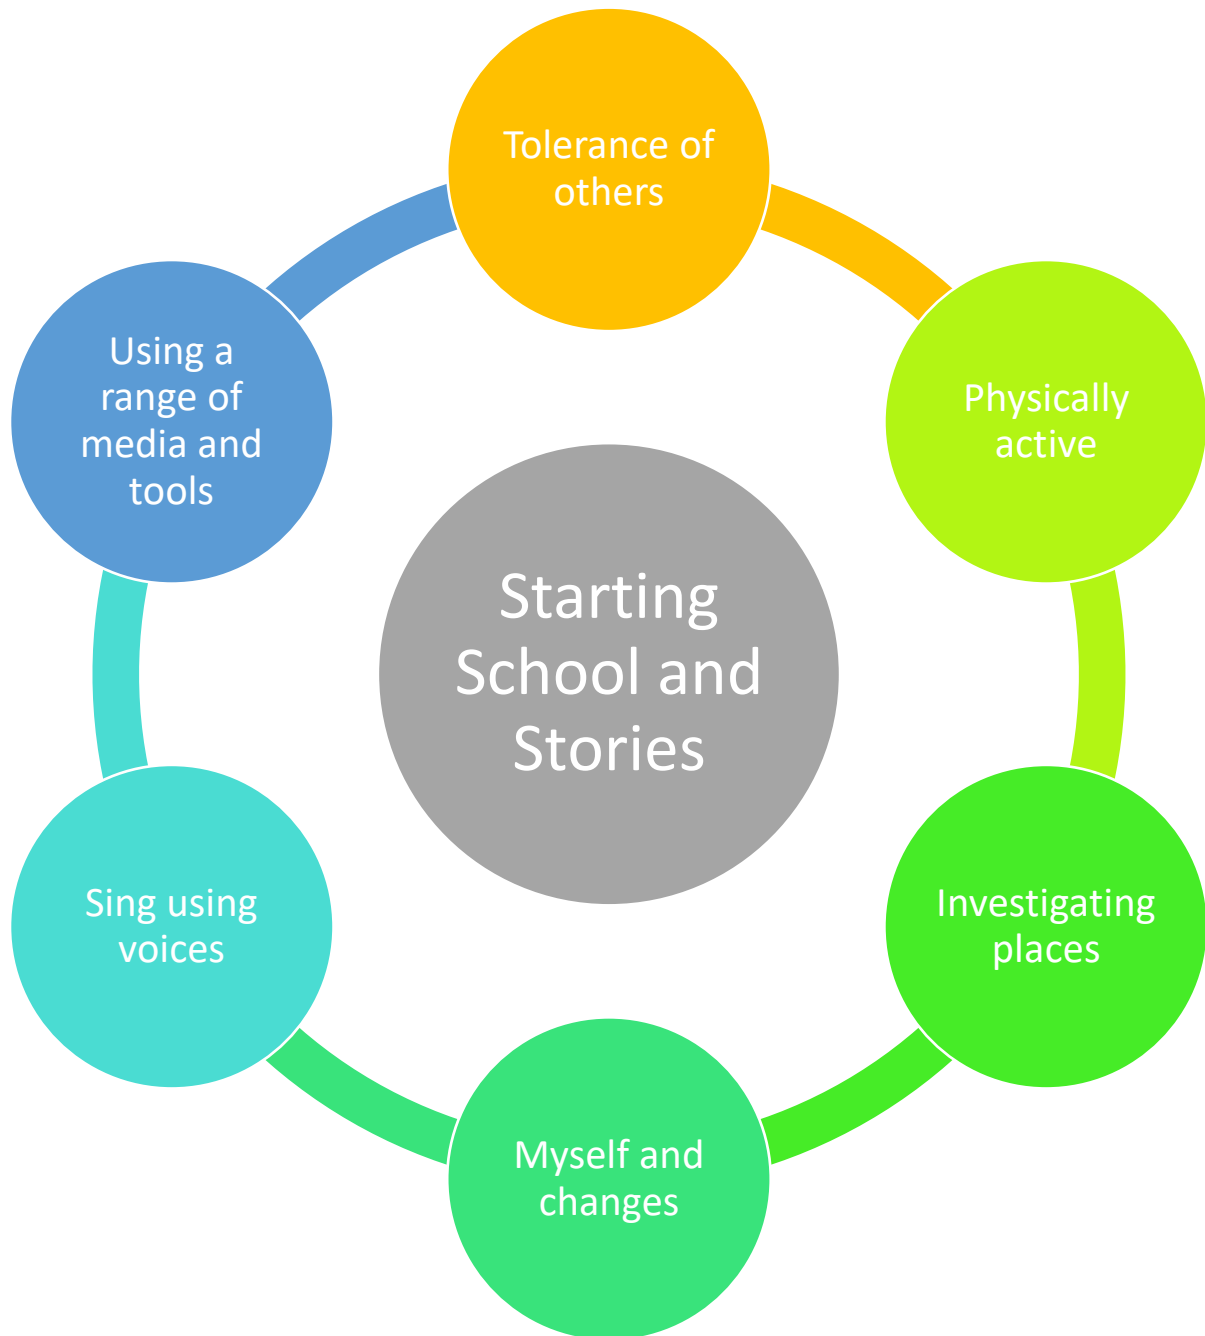 Tolerance of
others
Physically
active
Investigating
places
Myself and
changes
Sing using
voices
Using a
range of
media and
tools
Starting
School and
Stories